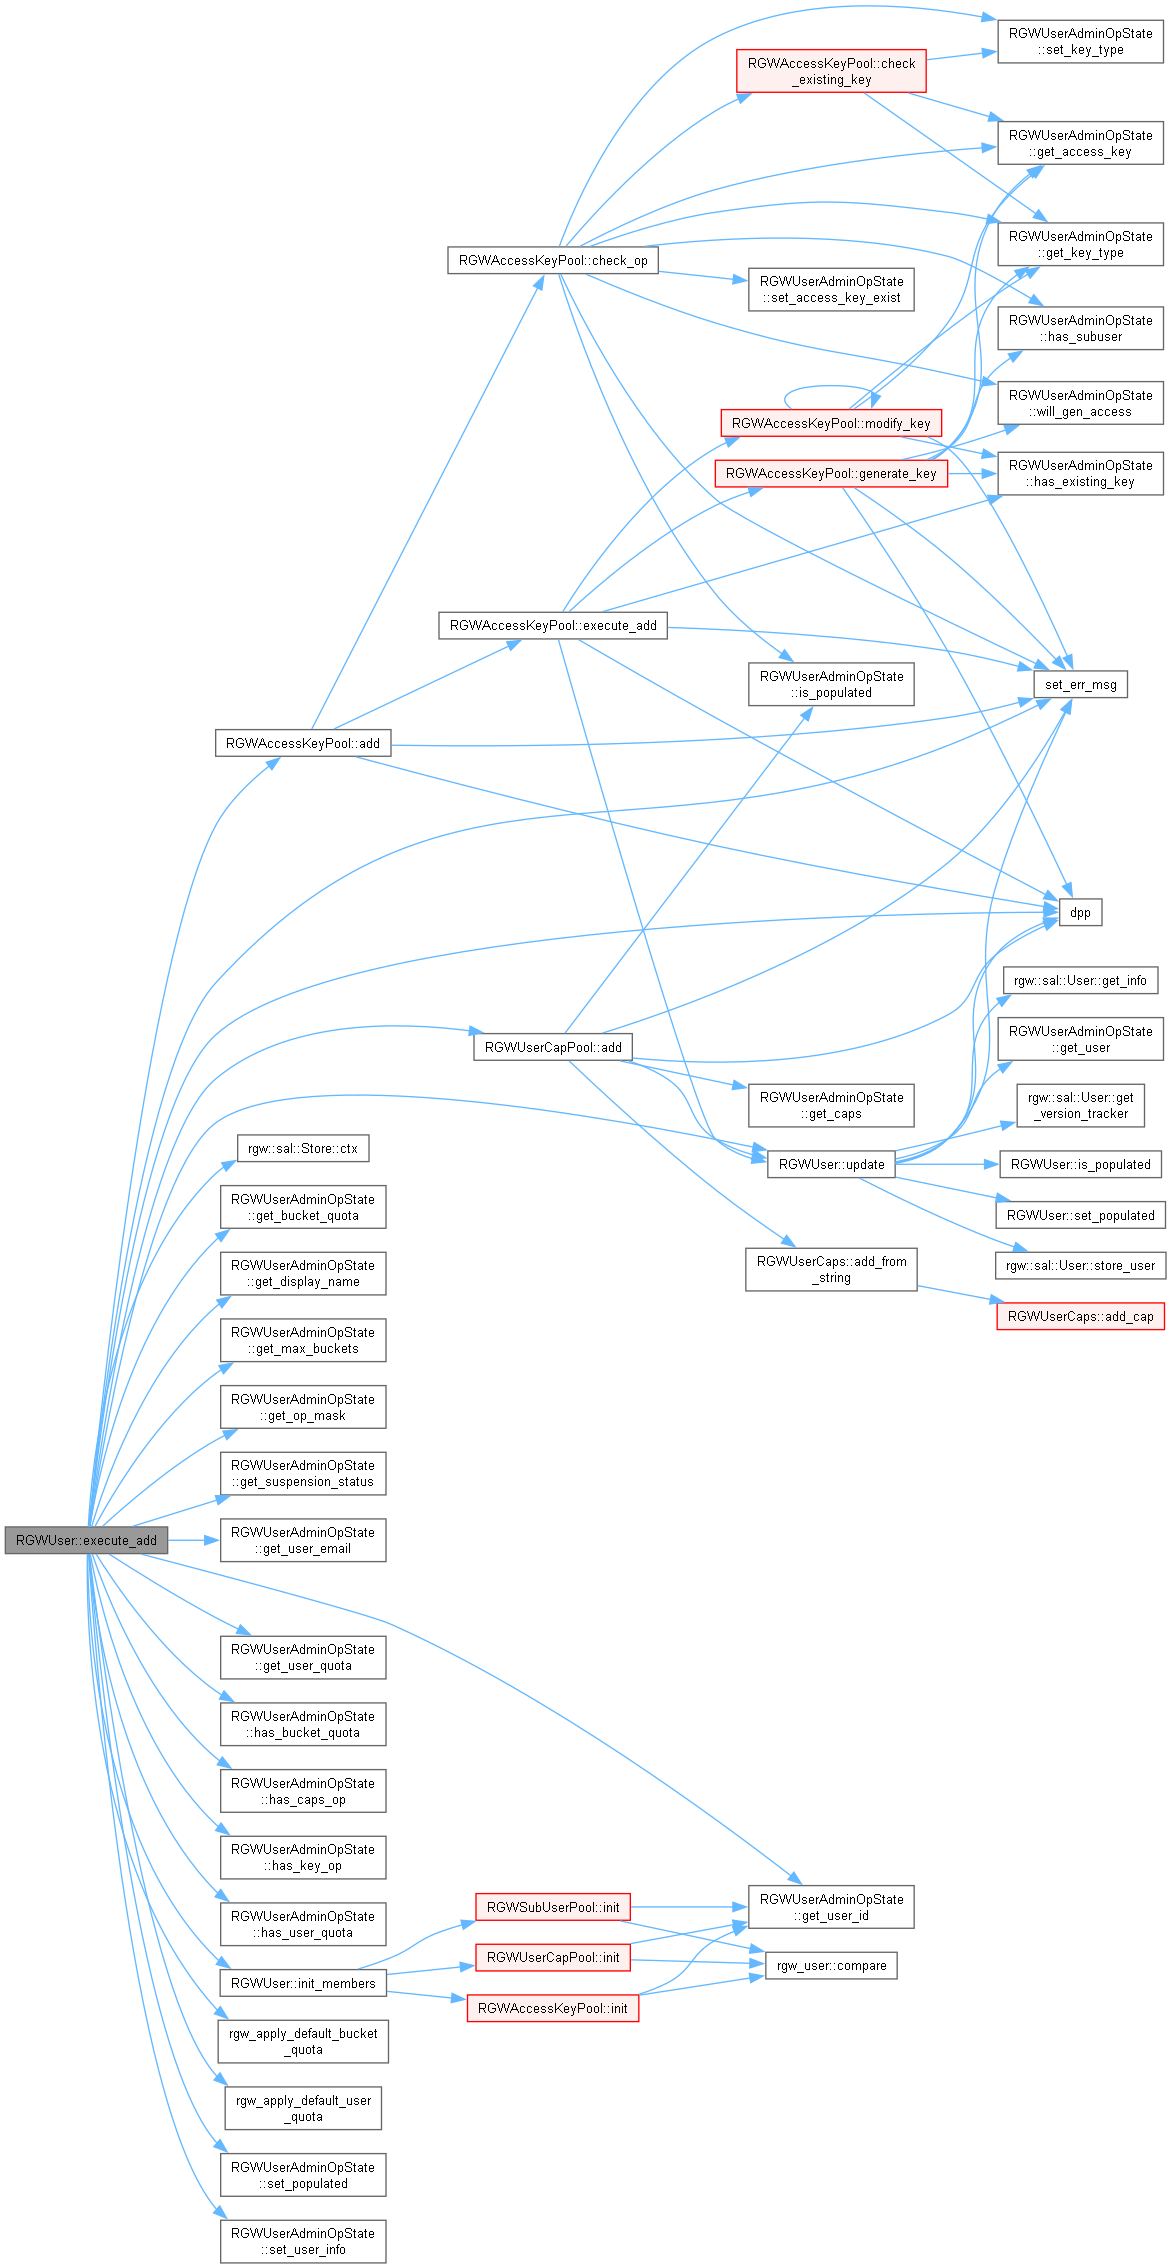 RGWUserAdminOpState
::set_key_type
RGWAccessKeyPool::check
_existing_key
RGWUserAdminOpState
::get_access_key
RGWUserAdminOpState
::get_key_type
RGWAccessKeyPool::check_op
RGWUserAdminOpState
::set_access_key_exist
RGWUserAdminOpState
::has_subuser
RGWUserAdminOpState
::will_gen_access
RGWAccessKeyPool::modify_key
RGWAccessKeyPool::generate_key
RGWUserAdminOpState
::has_existing_key
RGWAccessKeyPool::execute_add
RGWUserAdminOpState
::is_populated
set_err_msg
RGWAccessKeyPool::add
dpp
rgw::sal::User::get_info
RGWUserCapPool::add
RGWUserAdminOpState
::get_user
RGWUserAdminOpState
::get_caps
rgw::sal::User::get
_version_tracker
rgw::sal::Store::ctx
RGWUser::update
RGWUser::is_populated
RGWUserAdminOpState
::get_bucket_quota
RGWUser::set_populated
RGWUserAdminOpState
::get_display_name
RGWUserCaps::add_from
_string
rgw::sal::User::store_user
RGWUserCaps::add_cap
RGWUserAdminOpState
::get_max_buckets
RGWUserAdminOpState
::get_op_mask
RGWUserAdminOpState
::get_suspension_status
RGWUser::execute_add
RGWUserAdminOpState
::get_user_email
RGWUserAdminOpState
::get_user_quota
RGWUserAdminOpState
::has_bucket_quota
RGWUserAdminOpState
::has_caps_op
RGWUserAdminOpState
::has_key_op
RGWUserAdminOpState
::has_user_quota
RGWSubUserPool::init
RGWUserAdminOpState
::get_user_id
RGWUserCapPool::init
rgw_user::compare
RGWUser::init_members
RGWAccessKeyPool::init
rgw_apply_default_bucket
_quota
rgw_apply_default_user
_quota
RGWUserAdminOpState
::set_populated
RGWUserAdminOpState
::set_user_info